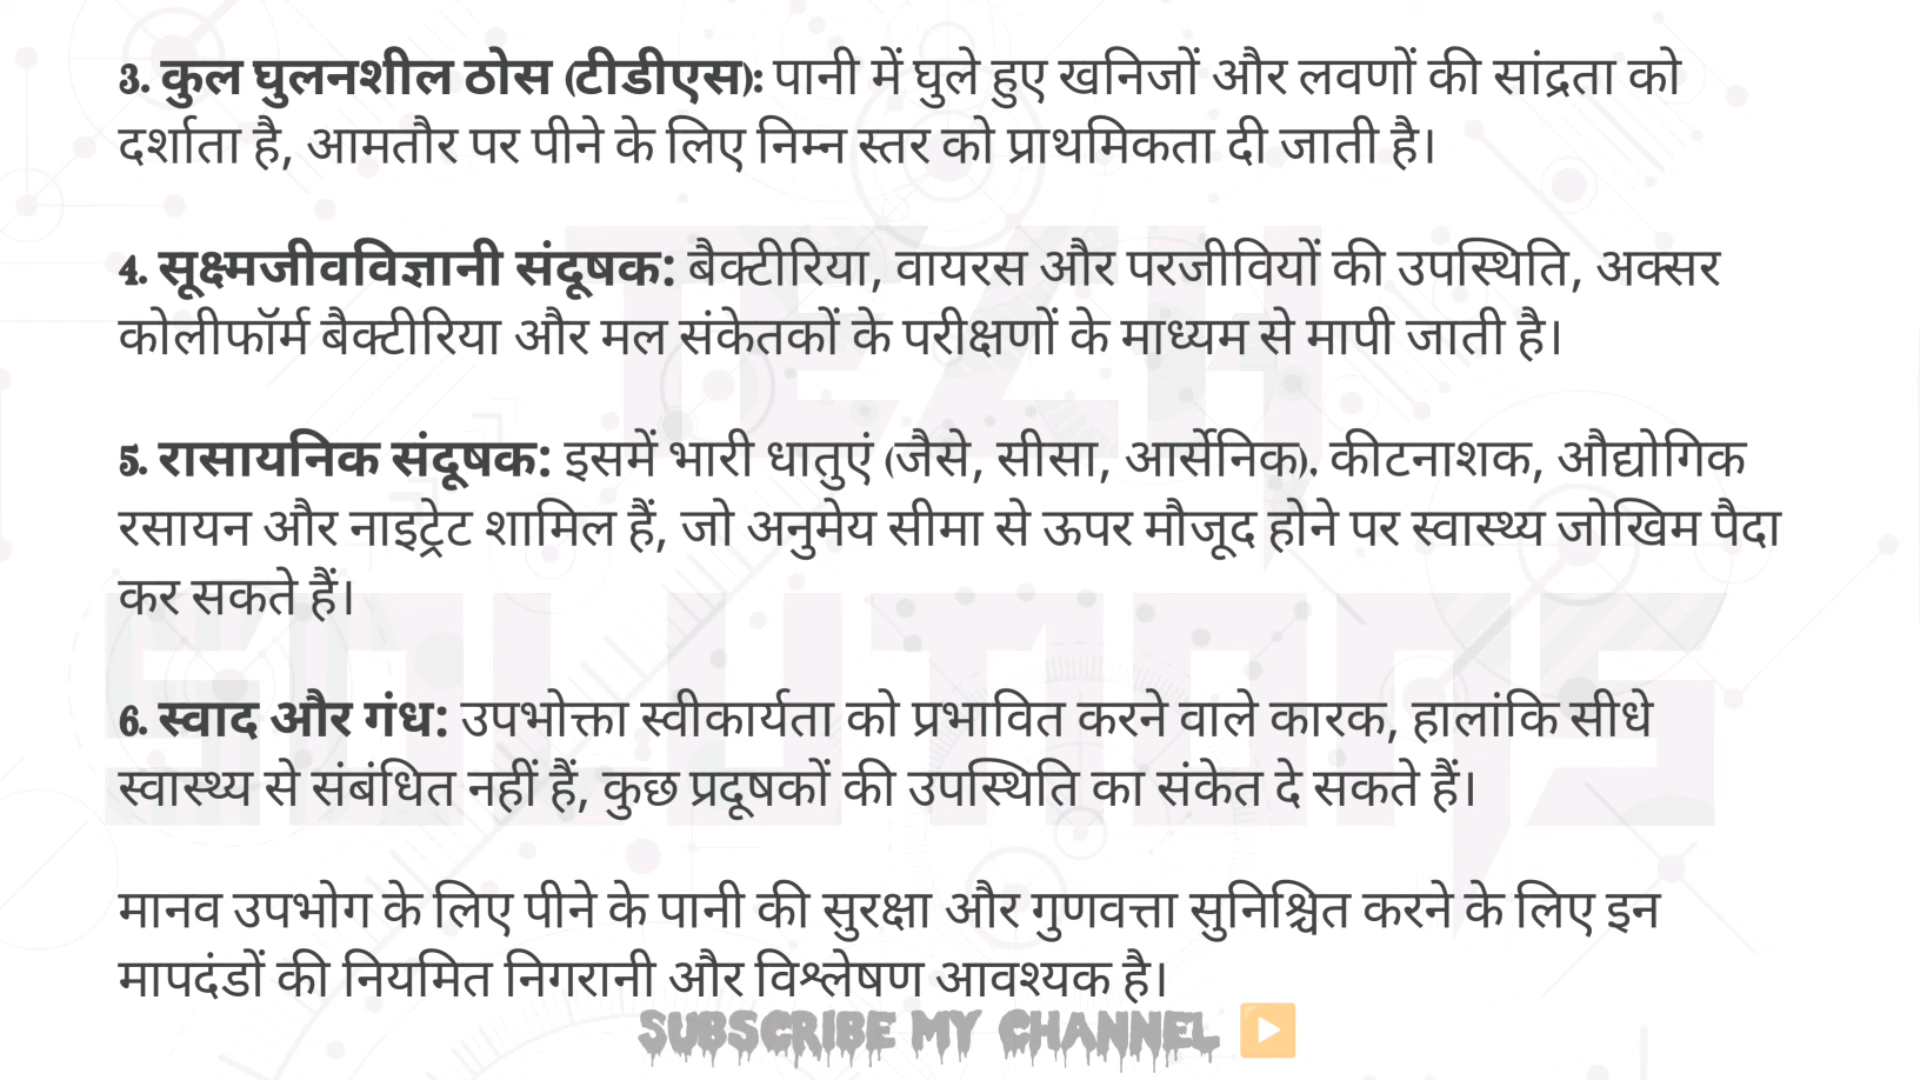 3. कुल घुलनशील ठोस (टीडीएस): पानी में घुले हुए खनिजों और लवणों की सांद्रता को
दर्शाता है, आमतौर पर पीने के लिए निम्न स्तर को प्राथमिकता दी जाती है।
4. सूक्ष्मजीवविज्ञानी संदूषक: बैक्टीरिया, वायरस और परजीवियों की उपस्थिति, अक्सर
कोलीफॉर्म बैक्टीरिया और मल संकेतकों के परीक्षणों के माध्यम से मापी जाती है।
5. रासायनिक संदूषक: इसमें भारी धातुएं (जैसे, सीसा, आर्सेनिक), कीटनाशक, औद्योगिक
रसायन और नाइट्रेट शामिल हैं, जो अनुमेय सीमा से ऊपर मौजूद होने पर स्वास्थ्य जोखिम पैदा
कर सकते हैं।
6. स्वाद और गंध: उपभोक्ता स्वीकार्यता को प्रभावित करने वाले कारक, हालांकि सीधे
स्वास्थ्य से संबंधित नहीं हैं, कुछ प्रदूषकों की उपस्थिति का संकेत दे सकते हैं।
मानव उपभोग के लिए पीने के पानी की सुरक्षा और गुणवत्ता सुनिश्चित करने के लिए इन
मापदंडों की नियमित निगरानी और विश्लेषण आवश्यक है।
SUBSCRIBE MY CHANNEL